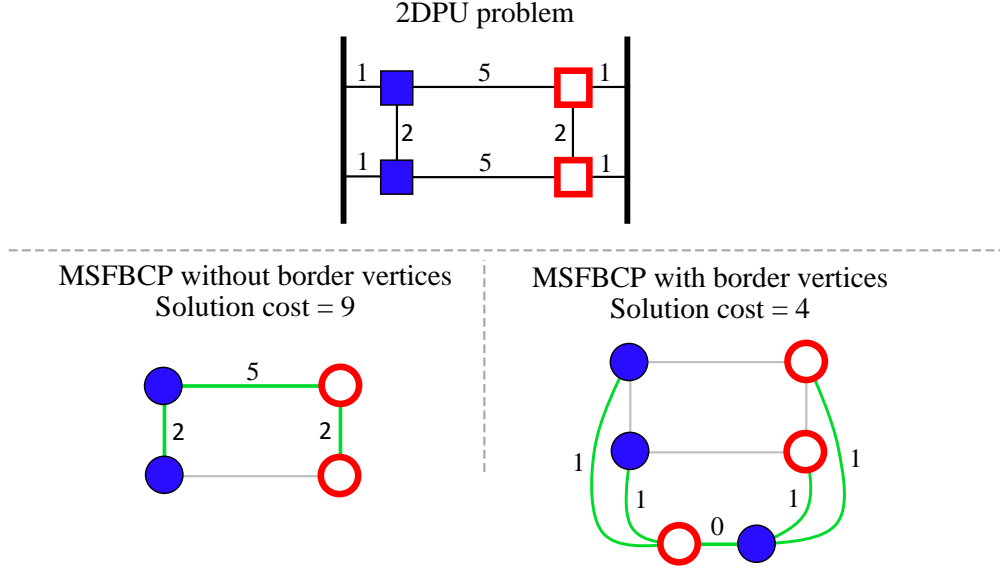 2DPU problem
1 5 1
2 2
1 5 1
MSFBCP without border vertices
Solution cost = 9
5
2 2
MSFBCP with border vertices
Solution cost = 4
1 1
1 1
0